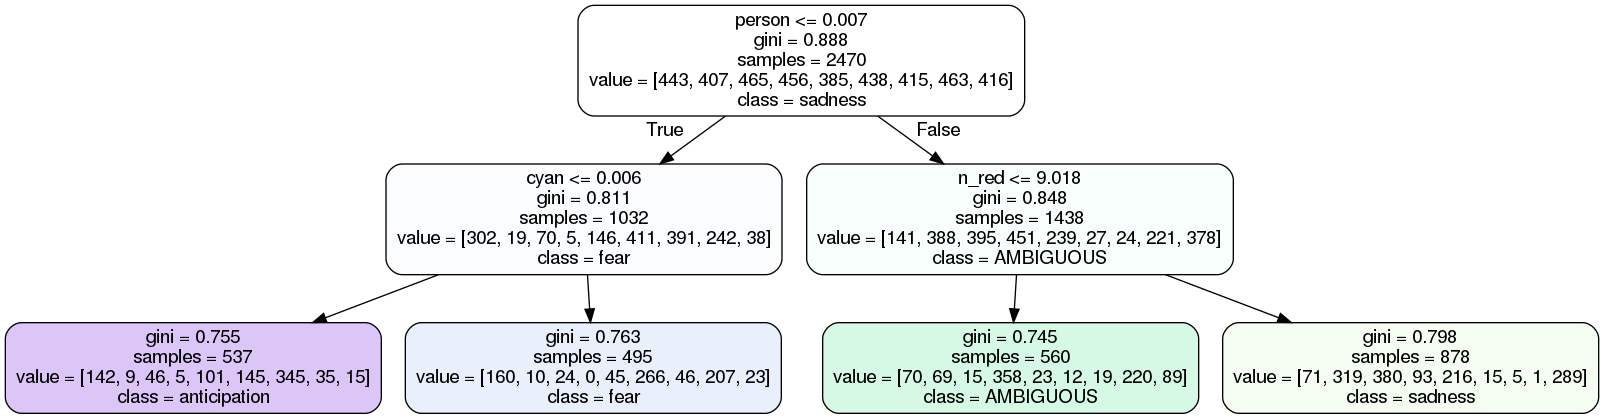 person <= 0.007
gini = 0.888
samples = 2470
value = [443, 407, 465, 456, 385, 438, 415, 463, 416]
class = sadness
True
False
cyan <= 0.006
gini = 0.811
samples = 1032
value = [302, 19, 70, 5, 146, 411, 391, 242, 38]
class = fear
n_red <= 9.018
gini = 0.848
samples = 1438
value = [141, 388, 395, 451, 239, 27, 24, 221, 378]
class = AMBIGUOUS
gini = 0.755
samples = 537
value = [142, 9, 46, 5, 101, 145, 345, 35, 15]
class = anticipation
gini = 0.763
samples = 495
value = [160, 10, 24, 0, 45, 266, 46, 207, 23]
class = fear
gini = 0.745
samples = 560
value = [70, 69, 15, 358, 23, 12, 19, 220, 89]
class = AMBIGUOUS
gini = 0.798
samples = 878
value = [71, 319, 380, 93, 216, 15, 5, 1, 289]
class = sadness